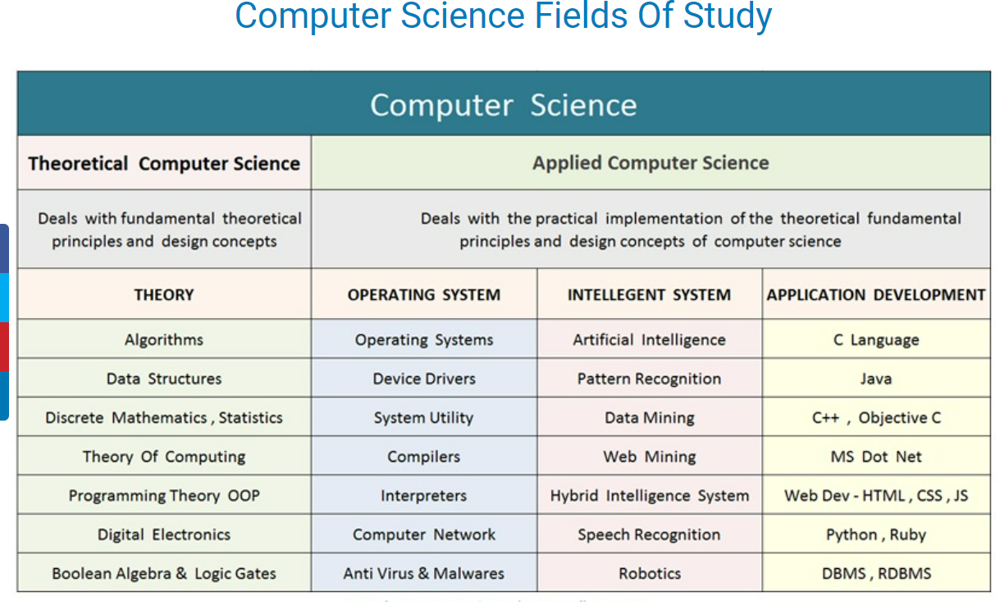 Computer Science Fields Of Study
Computer Science
Theoretical Computer Science
Applied Computer Science
Deals with fundamental theoretical
principles and design concepts
Deals with the practical implementation of the theoretical fundamental
principles and design concepts of computer science
THEORY
OPERATING SYSTEM
INTELLEGENT SYSTEM
APPLICATION DEVELOPMENT
Algorithms
Operating Systems
Artificial Intelligence
C Language
Data Structures
Device Drivers
Pattern Recognition
Java
Discrete Mathematics , Statistics
System Utility
Data Mining
C++ , Objective C
Theory Of Computing
Compilers
Web Mining
MS Dot Net
Programming Theory OOP
Interpreters
Hybrid Intelligence System
Web Dev - HTML , CSS , JS
Digital Electronics
Computer Network
Speech Recognition
Python , Ruby
Boolean Algebra & Logic Gates
Anti Virus & Malwares
Robotics
DBMS , RDBMS